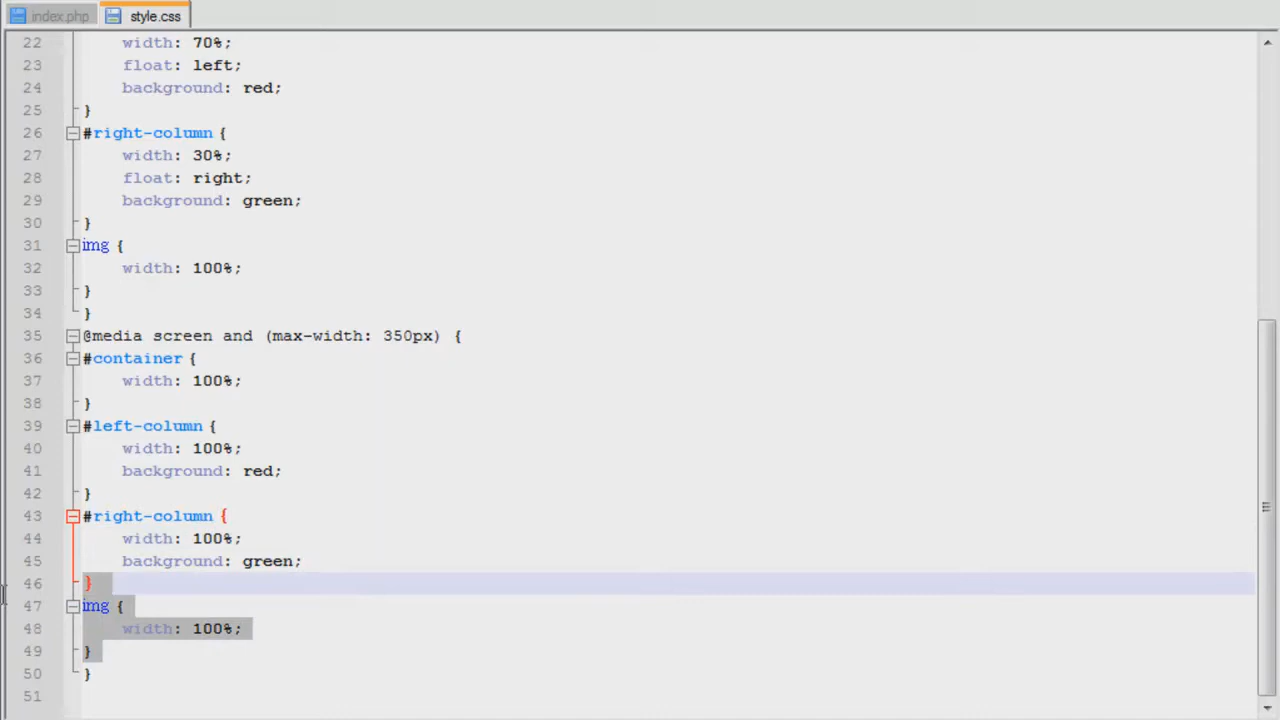 index.php style.css
22 width: 70%;
23 float: left;
24 background: red;
25 }
26 #right-column {
27 width: 30%;
28 float: right;
29 background: green;
30 }
31 img {
32 width: 100%;
33 }
34 }
35 @media screen and (max-width: 350px) {
36 #container {
37 width: 100%;
38 }
39 #left-column {
40 width: 100%;
41 background: red;
42 }
43 #right-column {
44 width: 100%;
45 background: green;
46 }
47 img {
48 width: 100%;
49 }
50 }
51